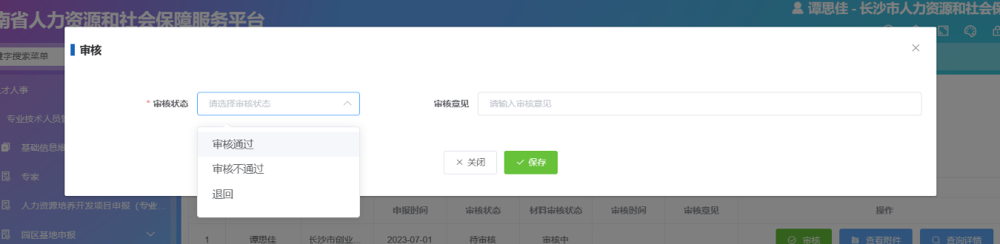 南省人力资源和社会保障服务平台
谭思佳 - 长沙市人力资源和社会保
键字搜索菜单
审核
才人事
* 审核状态
请选择审核状态
审核意见
请输入审核意见
专业技术人员管
审核通过
基础信息维
审核不通过
关闭
保存
专家
退回
人力资源培养开发项目申报（专业...
申报时间
审核状态
材料审核状态
审核时间
审核意见
操作
园区基地申报
1
谭思佳
长沙市创业...
2023-07-01
待审核
审核中
审核
查看附件
查询详情